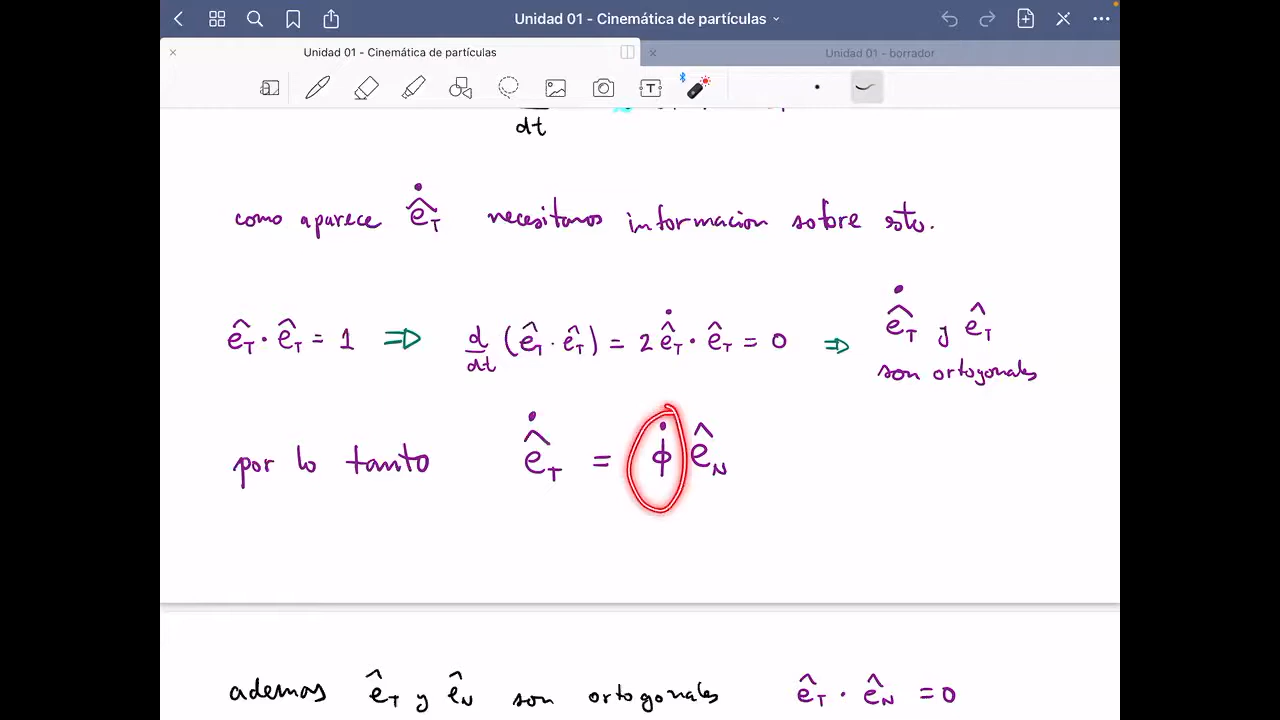 Unidad 01 - Cinemática de partículas
Unidad 01 - Cinemática de partículas
Unidad 01 - borrador
T
dt
como aparece ė̂_T necesitamos informacion sobre esto.
ê_T · ê_T = 1 ⇒ d/dt (ê_T · ê_T) = 2 ė̂_T · ê_T = 0 ⇒ ė̂_T y ê_T
son ortogonales
por lo tanto ė̂_T = ϕ̇ ê_N
ademas ê_T y ê_N son ortogonales ê_T · ê_N = 0